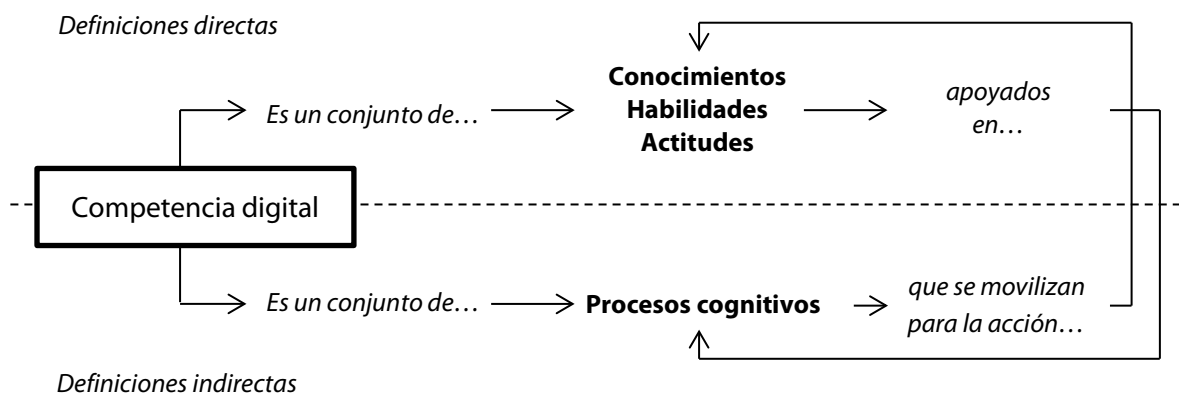 Definiciones directas
Es un conjunto de…
Conocimientos
Habilidades
Actitudes
apoyados
en…
Competencia digital
Es un conjunto de…
Procesos cognitivos
que se movilizan
para la acción…
Definiciones indirectas